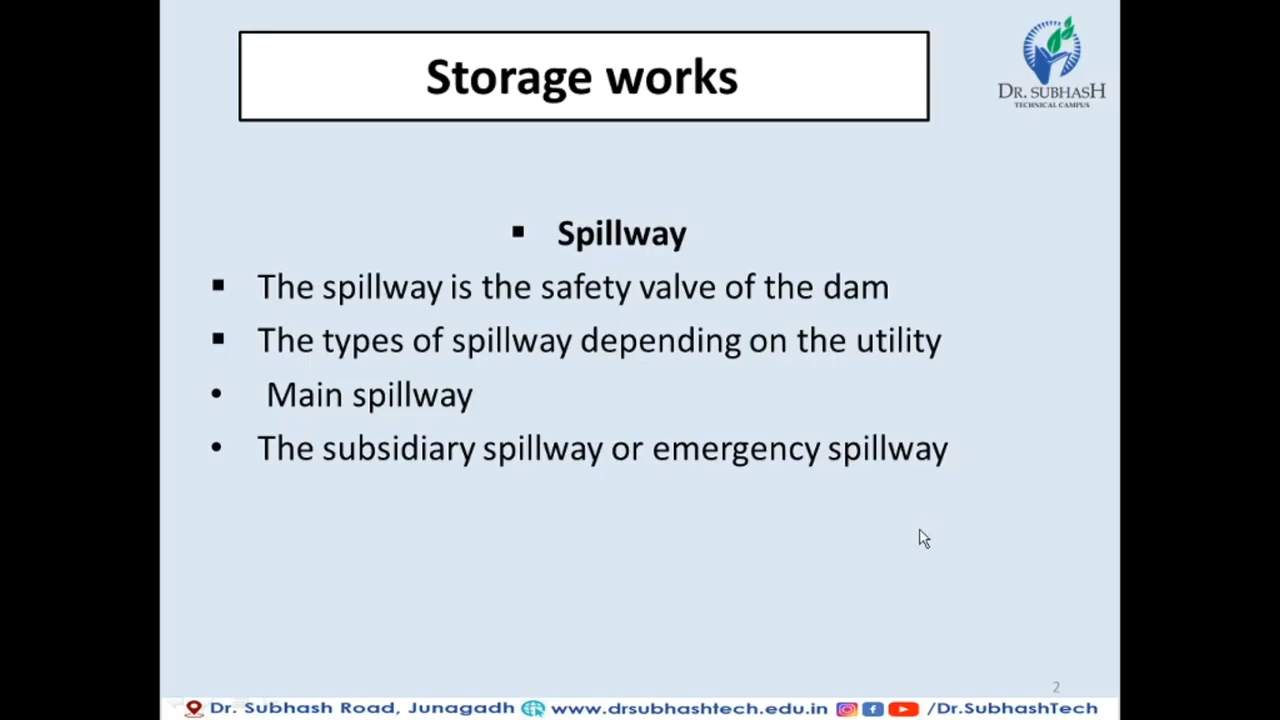 Storage works
DR. SUBHASH
TECHNICAL CAMPUS
▪ Spillway
▪ The spillway is the safety valve of the dam
▪ The types of spillway depending on the utility
• Main spillway
• The subsidiary spillway or emergency spillway
2
Dr. Subhash Road, Junagadh www.drsubhashtech.edu.in /Dr.SubhashTech